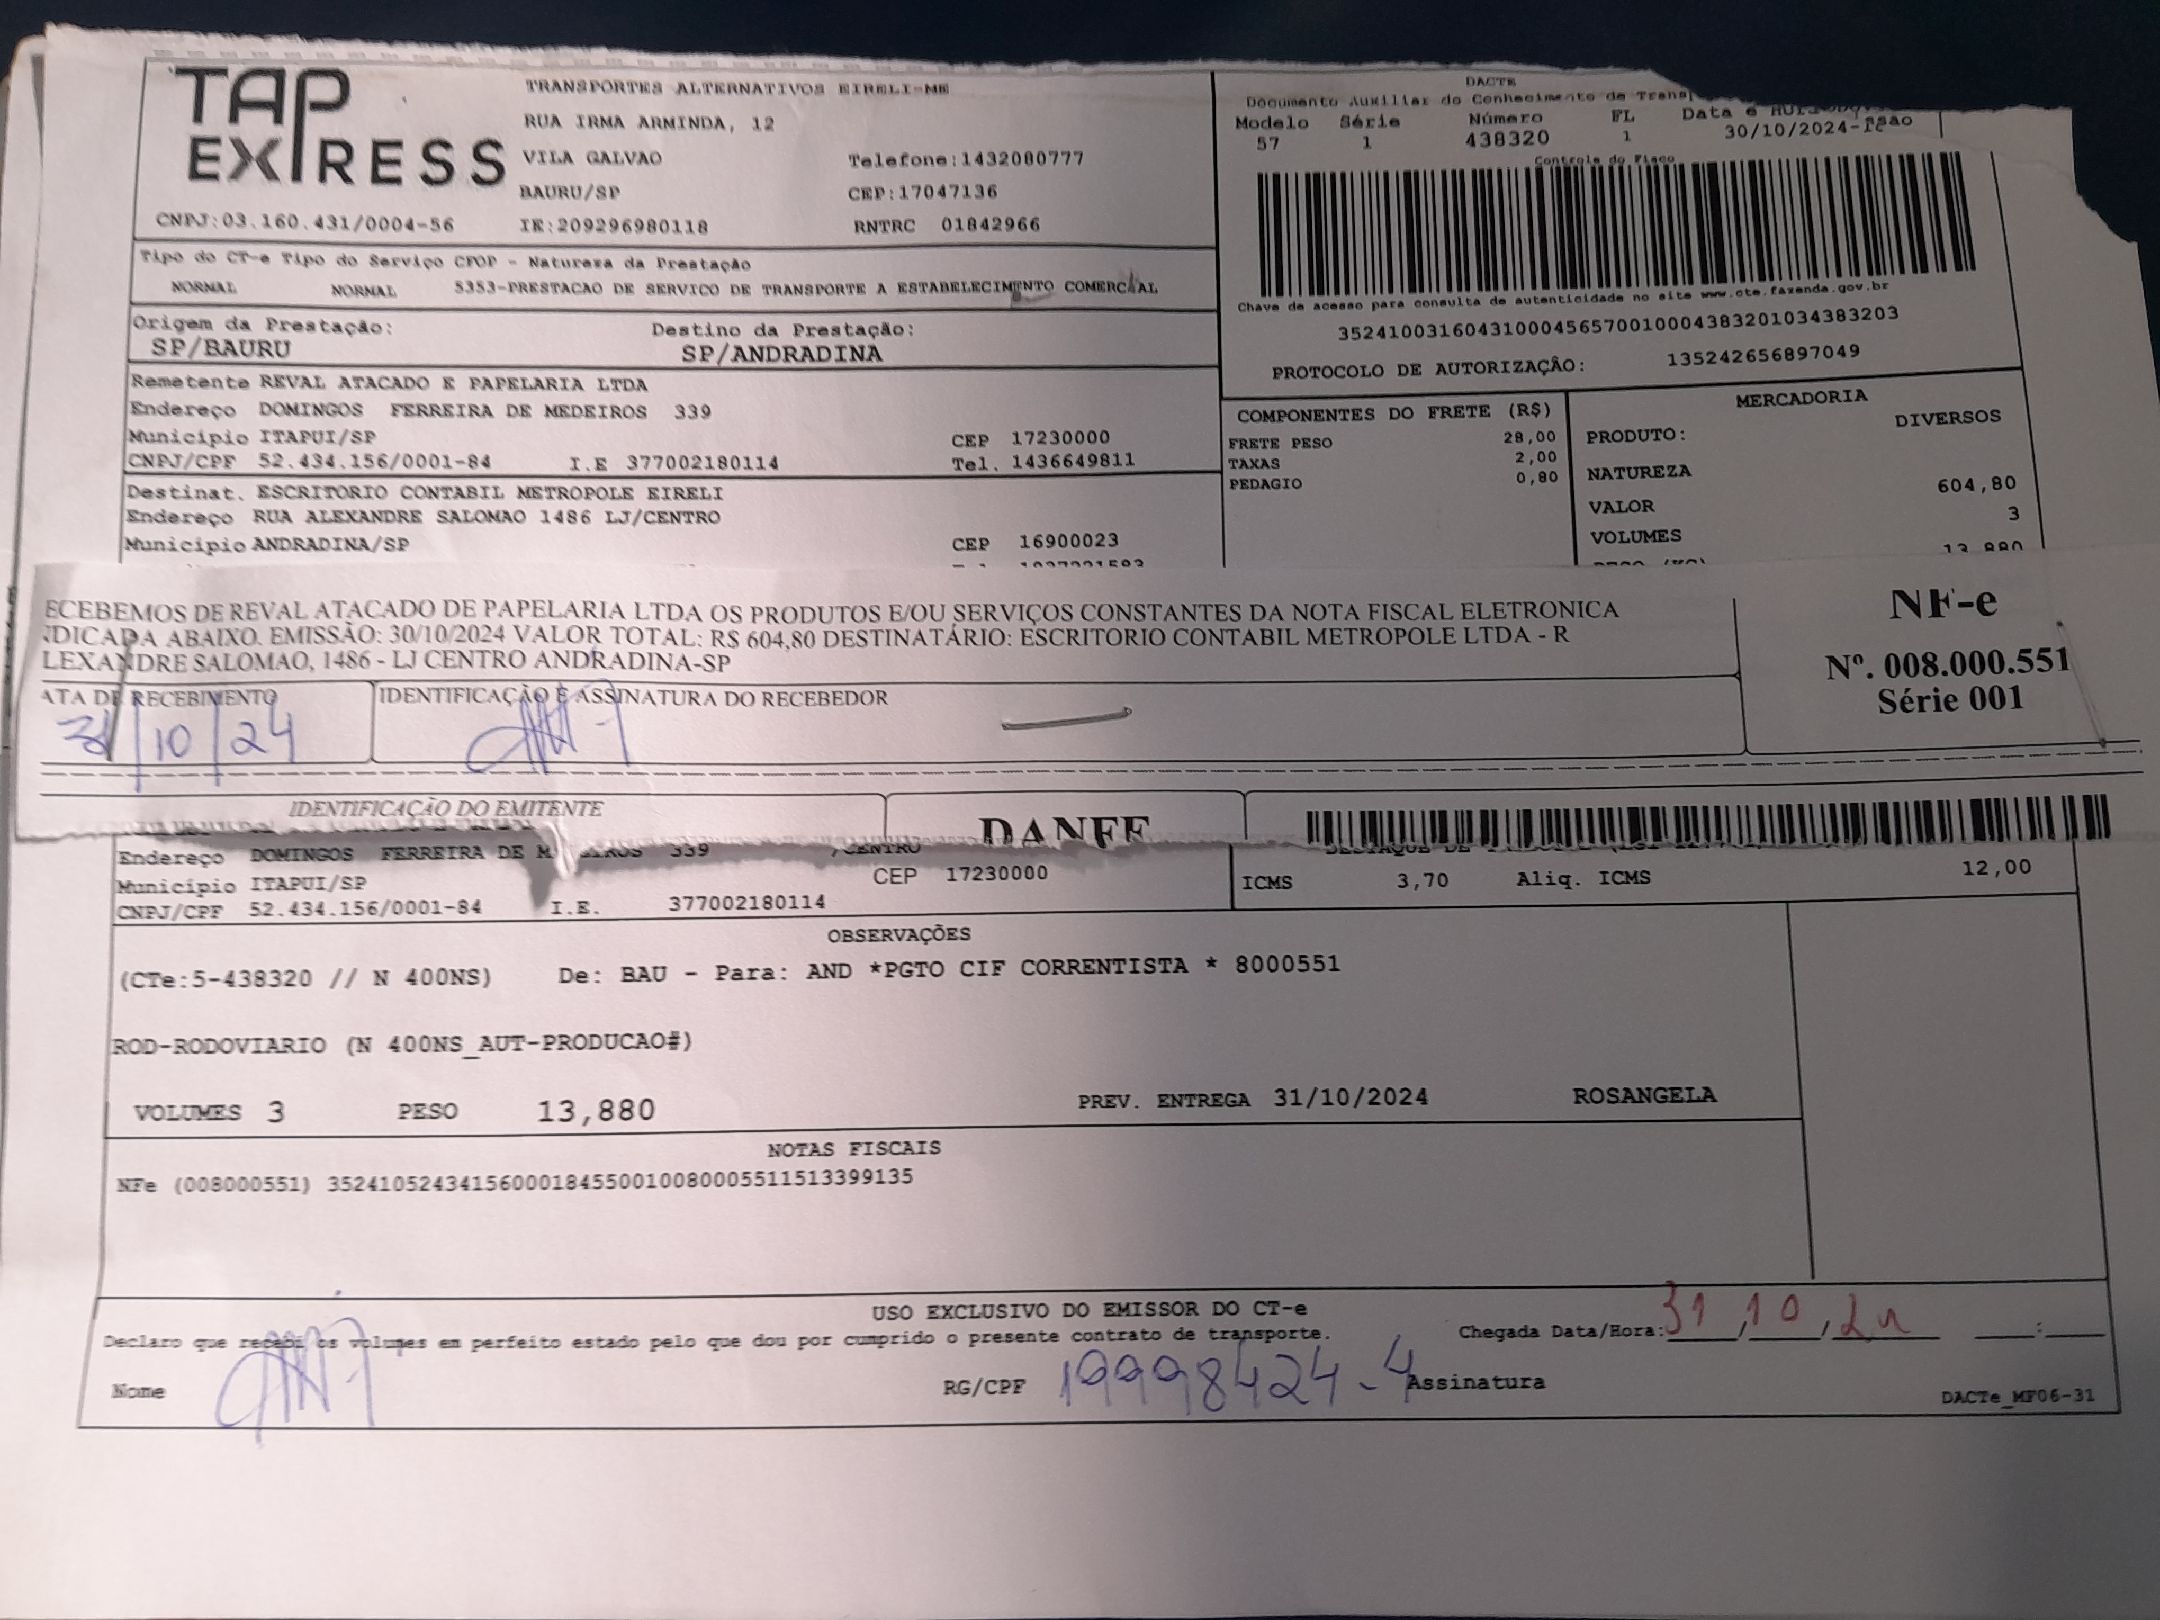 TAP EXPRESS
TRANSPORTES ALTERNATIVOS EIRELI-ME
RUA IRMA ARMINDA, 12
VILA GALVAO Telefone:1432080777
BAURU/SP CEP:17047136
CNPJ:03.160.431/0004-56 IE:209296980118 RNTRC 01842966
DACTE
Documento Auxiliar do Conhecimento de
Modelo Série Número FL Data e
57 1 438320 1 30/10/2024
Controle do Fisco
Chave de acesso para consulta de autenticidade no site www.cte.fazenda.gov.br
35241003160431000456570010004383201034383203
PROTOCOLO DE AUTORIZAÇÃO: 135242656897049
Tipo do CT-e Tipo do Serviço CFOP - Natureza da Prestação
NORMAL NORMAL 5353-PRESTACAO DE SERVICO DE TRANSPORTE A ESTABELECIMENTO COMERCIAL
Origem da Prestação: Destino da Prestação:
SP/BAURU SP/ANDRADINA
Remetente REVAL ATACADO E PAPELARIA LTDA
Endereço DOMINGOS FERREIRA DE MEDEIROS 339
Município ITAPUI/SP CEP 17230000
CNPJ/CPF 52.434.156/0001-84 I.E 377002180114 Tel. 1436649811
Destinat. ESCRITORIO CONTABIL METROPOLE EIRELI
Endereço RUA ALEXANDRE SALOMAO 1486 LJ/CENTRO
Município ANDRADINA/SP CEP 16900023
COMPONENTES DO FRETE (R$)
FRETE PESO 28,00
TAXAS 2,00
PEDAGIO 0,80
MERCADORIA
PRODUTO: DIVERSOS
NATUREZA
VALOR 604,80
VOLUMES 3
13,880
ECEBEMOS DE REVAL ATACADO DE PAPELARIA LTDA OS PRODUTOS E/OU SERVIÇOS CONSTANTES DA NOTA FISCAL ELETRONICA
NDICADA ABAIXO. EMISSÃO: 30/10/2024 VALOR TOTAL: R$ 604,80 DESTINATÁRIO: ESCRITORIO CONTABIL METROPOLE LTDA - R
LEXANDRE SALOMAO, 1486 - LJ CENTRO ANDRADINA-SP
ATA DE RECEBIMENTO IDENTIFICAÇÃO E ASSINATURA DO RECEBEDOR
31/10/24
NF-e
Nº. 008.000.551
Série 001
IDENTIFICAÇÃO DO EMITENTE
DANFE
Endereço DOMINGOS FERREIRA DE MEDEIROS 339 /CENTRO
Município ITAPUI/SP CEP 17230000
CNPJ/CPF 52.434.156/0001-84 I.E. 377002180114
ICMS 3,70 Aliq. ICMS 12,00
OBSERVAÇÕES
(CTe:5-438320 // N 400NS) De: BAU - Para: AND *PGTO CIF CORRENTISTA * 8000551
ROD-RODOVIARIO (N 400NS_AUT-PRODUCAO#)
VOLUMES 3 PESO 13,880 PREV. ENTREGA 31/10/2024 ROSANGELA
NOTAS FISCAIS
NFe (008000551) 35241052434156000184550010080005511513399135
USO EXCLUSIVO DO EMISSOR DO CT-e
Declaro que recebi os volumes em perfeito estado pelo que dou por cumprido o presente contrato de transporte. Chegada Data/Hora: 31/10/24 __:__
Nome RG/CPF 19998424-4 Assinatura
DACTe_MF06-31